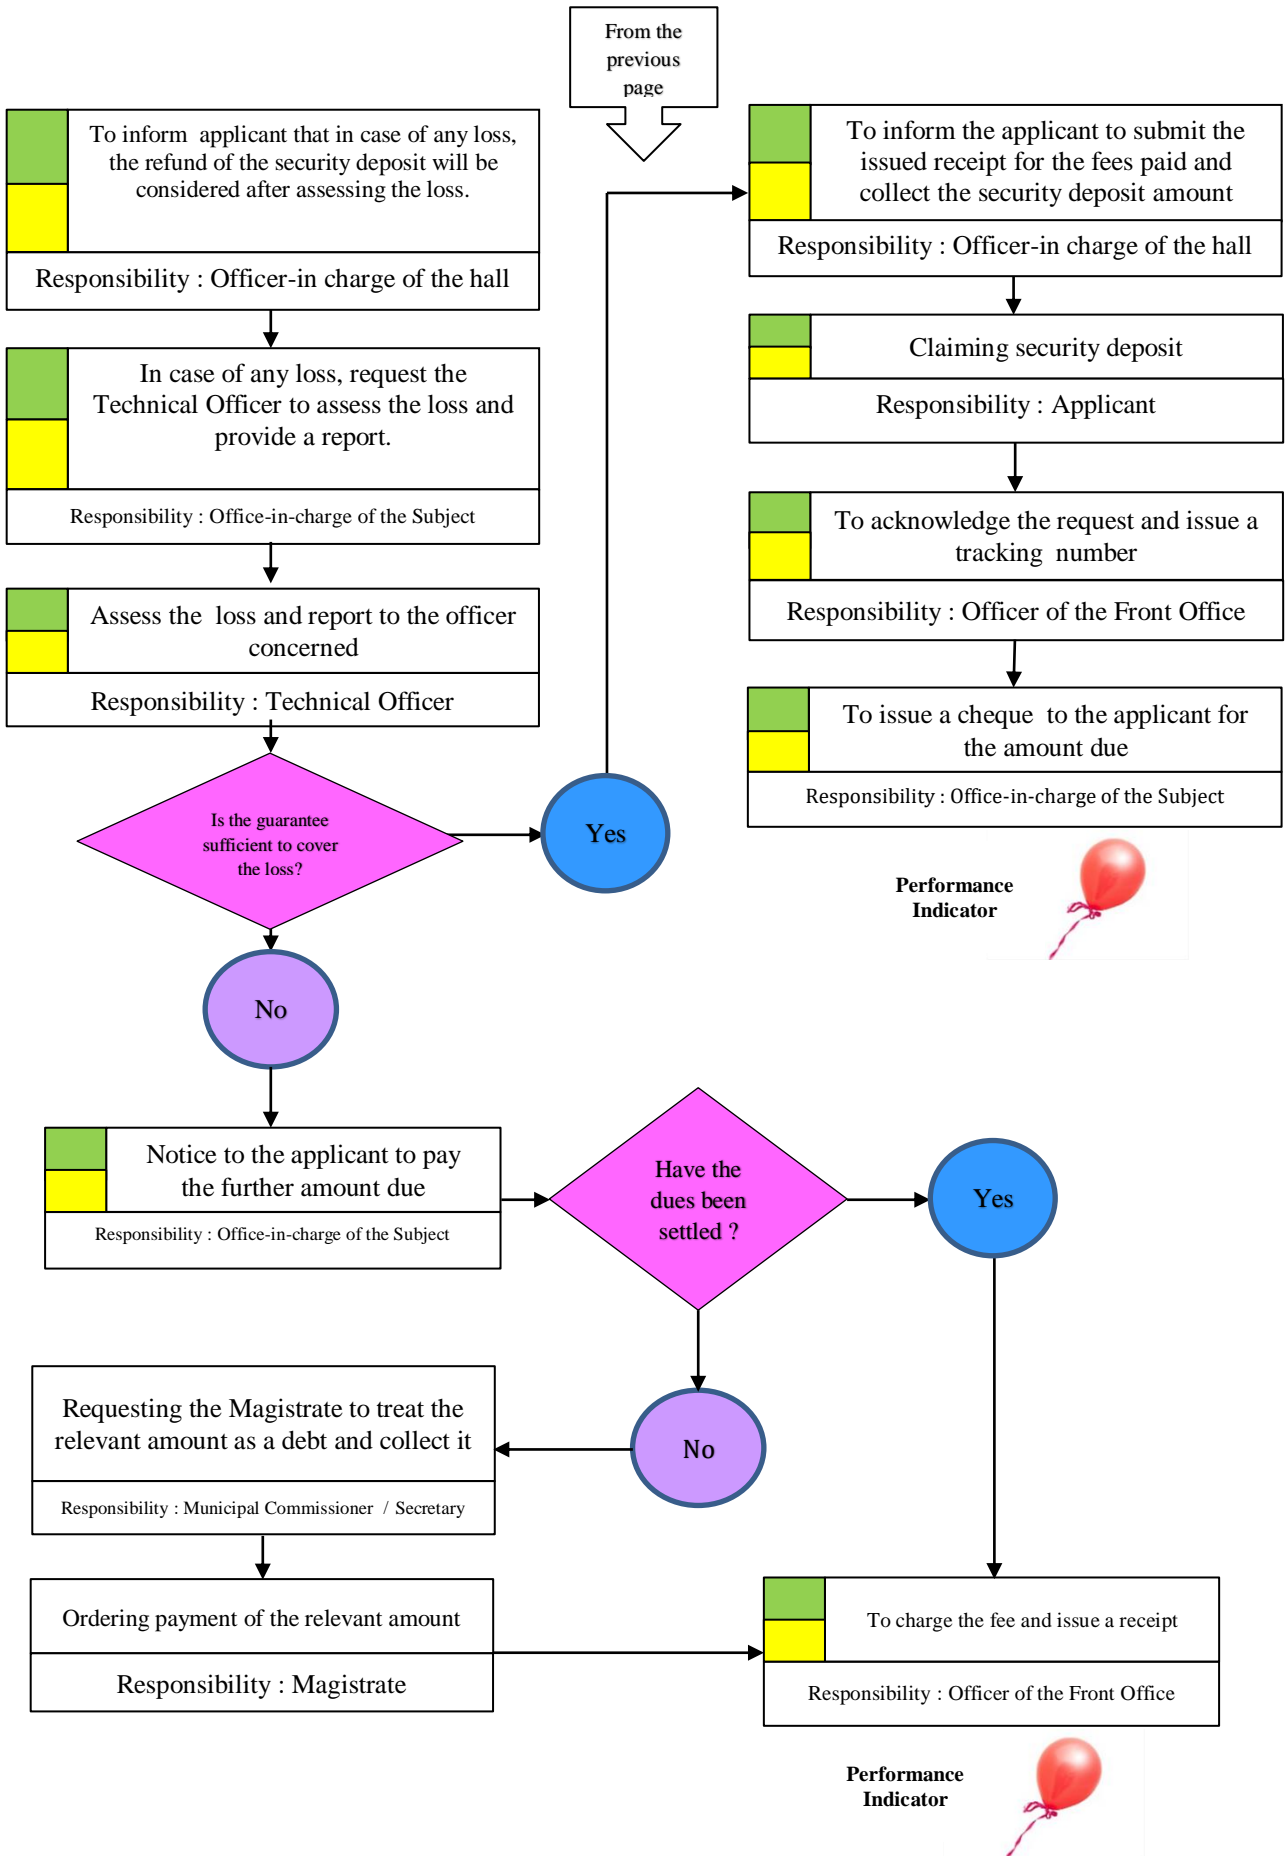 From the
previous
page
To inform  applicant that in case of any loss,
the refund of the security deposit will be
considered after assessing the loss.
Responsibility : Officer-in charge of the hall
In case of any loss, request the
Technical Officer to assess the loss and
provide a report.
Responsibility : Office-in-charge of the Subject
Assess the  loss and report to the officer
concerned
Responsibility : Technical Officer
Is the guarantee
sufficient to cover
the loss?
Yes
To inform the applicant to submit the
issued receipt for the fees paid and
collect the security deposit amount
Responsibility : Officer-in charge of the hall
Claiming security deposit
Responsibility : Applicant
To acknowledge the request and issue a
tracking  number
Responsibility : Officer of the Front Office
To issue a cheque  to the applicant for
the amount due
Responsibility : Office-in-charge of the Subject
Performance
Indicator
No
Notice to the applicant to pay
the further amount due
Responsibility : Office-in-charge of the Subject
Have the
dues been
settled ?
Yes
No
Requesting the Magistrate to treat the
relevant amount as a debt and collect it
Responsibility : Municipal Commissioner  / Secretary
Ordering payment of the relevant amount
Responsibility : Magistrate
To charge the fee and issue a receipt
Responsibility : Officer of the Front Office
Performance
Indicator